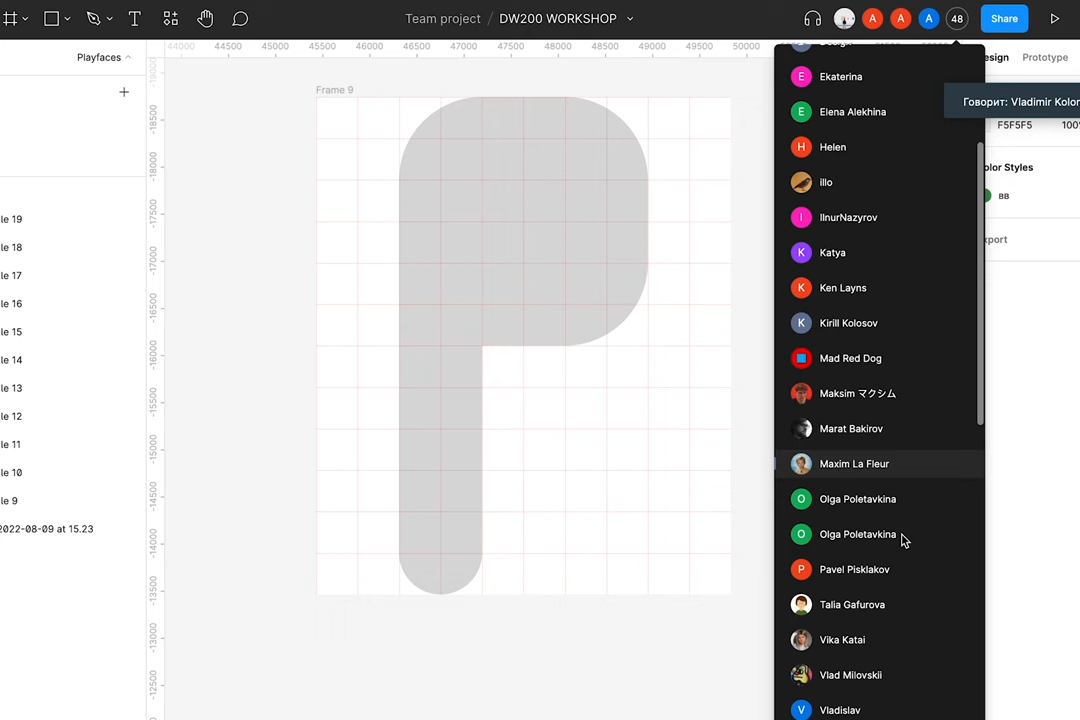 Team project / DW200 WORKSHOP
A
A
A
48
Share
44000 44500 45000 45500 46000 46500 47000 47500 48000 48500 49000 49500 50000
Playfaces
Design
esign
Prototype
Говорит: Vladimir Kolor
F5F5F5 100%
olor Styles
BB
xport
Frame 9
-19000
-18500
-18000
-17500
-17000
-16500
-16000
-15500
-15000
-14500
-14000
-13500
-13000
-12500
le 19
le 18
le 17
le 16
le 15
le 14
le 13
le 12
le 11
le 10
le 9
2022-08-09 at 15.23
E Ekaterina
E Elena Alekhina
H Helen
illo
I IlnurNazyrov
K Katya
K Ken Layns
K Kirill Kolosov
Mad Red Dog
Maksim マクシム
Marat Bakirov
Maxim La Fleur
O Olga Poletavkina
O Olga Poletavkina
P Pavel Pisklakov
Talia Gafurova
Vika Katai
Vlad Milovskii
V Vladislav